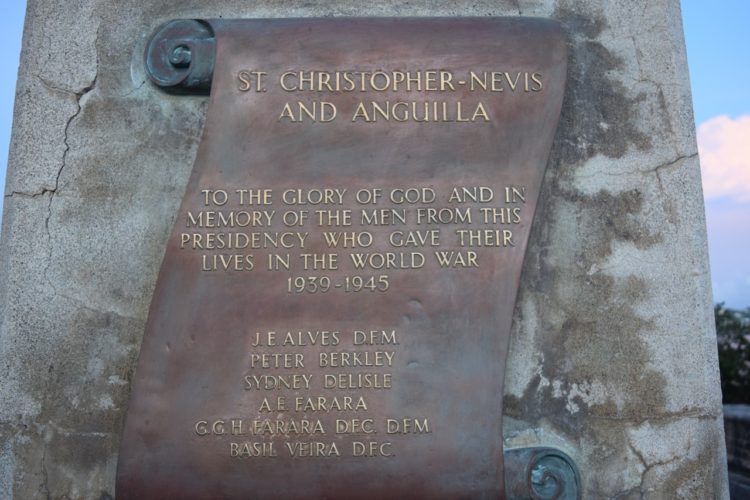 ST. CHRISTOPHER-NEVIS
AND ANGUILLA
TO THE GLORY OF GOD AND IN
MEMORY OF THE MEN FROM THIS
PRESIDENCY WHO GAVE THEIR
LIVES IN THE WORLD WAR
1939-1945
J.E.ALVES D.F.M.
PETER BERKLEY
SYDNEY DELISLE
A.E. FARARA
G.G.H. FARARA D.F.C. D.F.M.
BASIL VEIRA D.F.C.